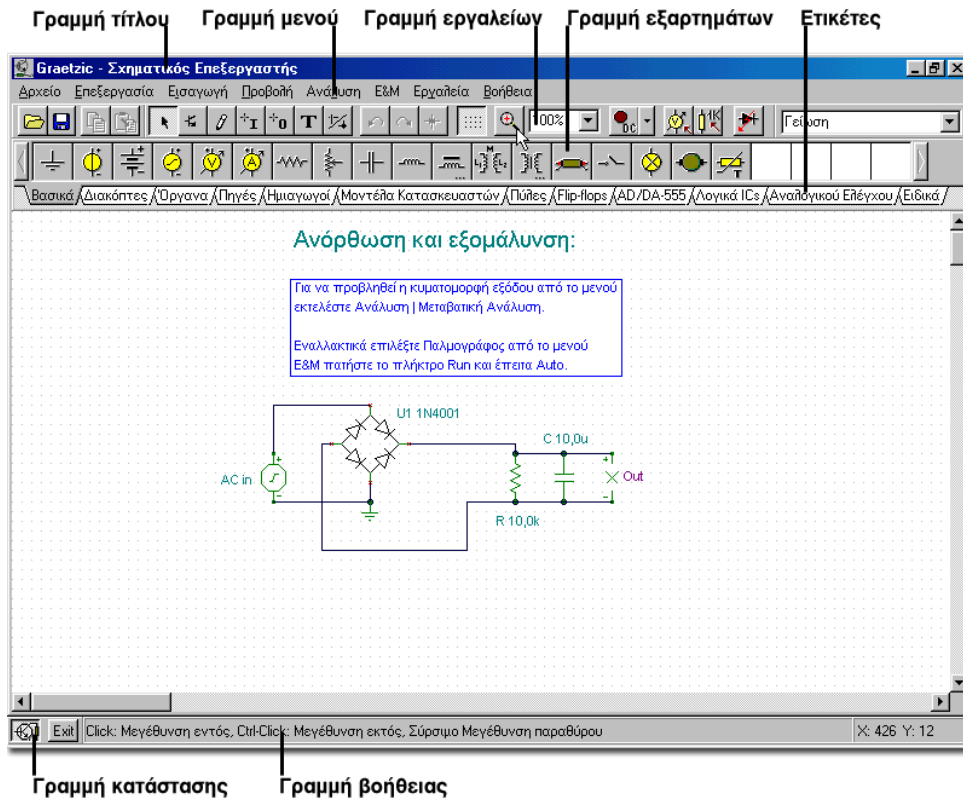 Γραμμή τίτλου Γραμμή μενού Γραμμή εργαλείων Γραμμή εξαρτημάτων Ετικέτες
Graetzic - Σχηματικός Επεξεργαστής
Αρχείο Επεξεργασία Εισαγωγή Προβολή Ανάλυση Ε&Μ Εργαλεία Βοήθεια
T 100% DC 1K Γείωση
Βασικά Διακόπτες Όργανα Πηγές Ημιαγωγοί Μοντέλα Κατασκευαστών Πύλες Flip-flops AD/DA-555 Λογικά ICs Αναλογικού Ελέγχου Ειδικά
Ανόρθωση και εξομάλυνση:
Για να προβληθεί η κυματομορφή εξόδου από το μενού
εκτελέστε Ανάλυση | Μεταβατική Ανάλυση.
Εναλλακτικά επιλέξτε Παλμογράφος από το μενού
Ε&Μ πατήστε το πλήκτρο Run και έπειτα Auto.
U1 1N4001
C 10,0u
AC in
Out
R 10,0k
Exit Click: Μεγέθυνση εντός, Ctrl-Click: Μεγέθυνση εκτός, Σύρσιμο Μεγέθυνση παραθύρου X: 426 Y: 12
Γραμμή κατάστασης Γραμμή βοήθειας